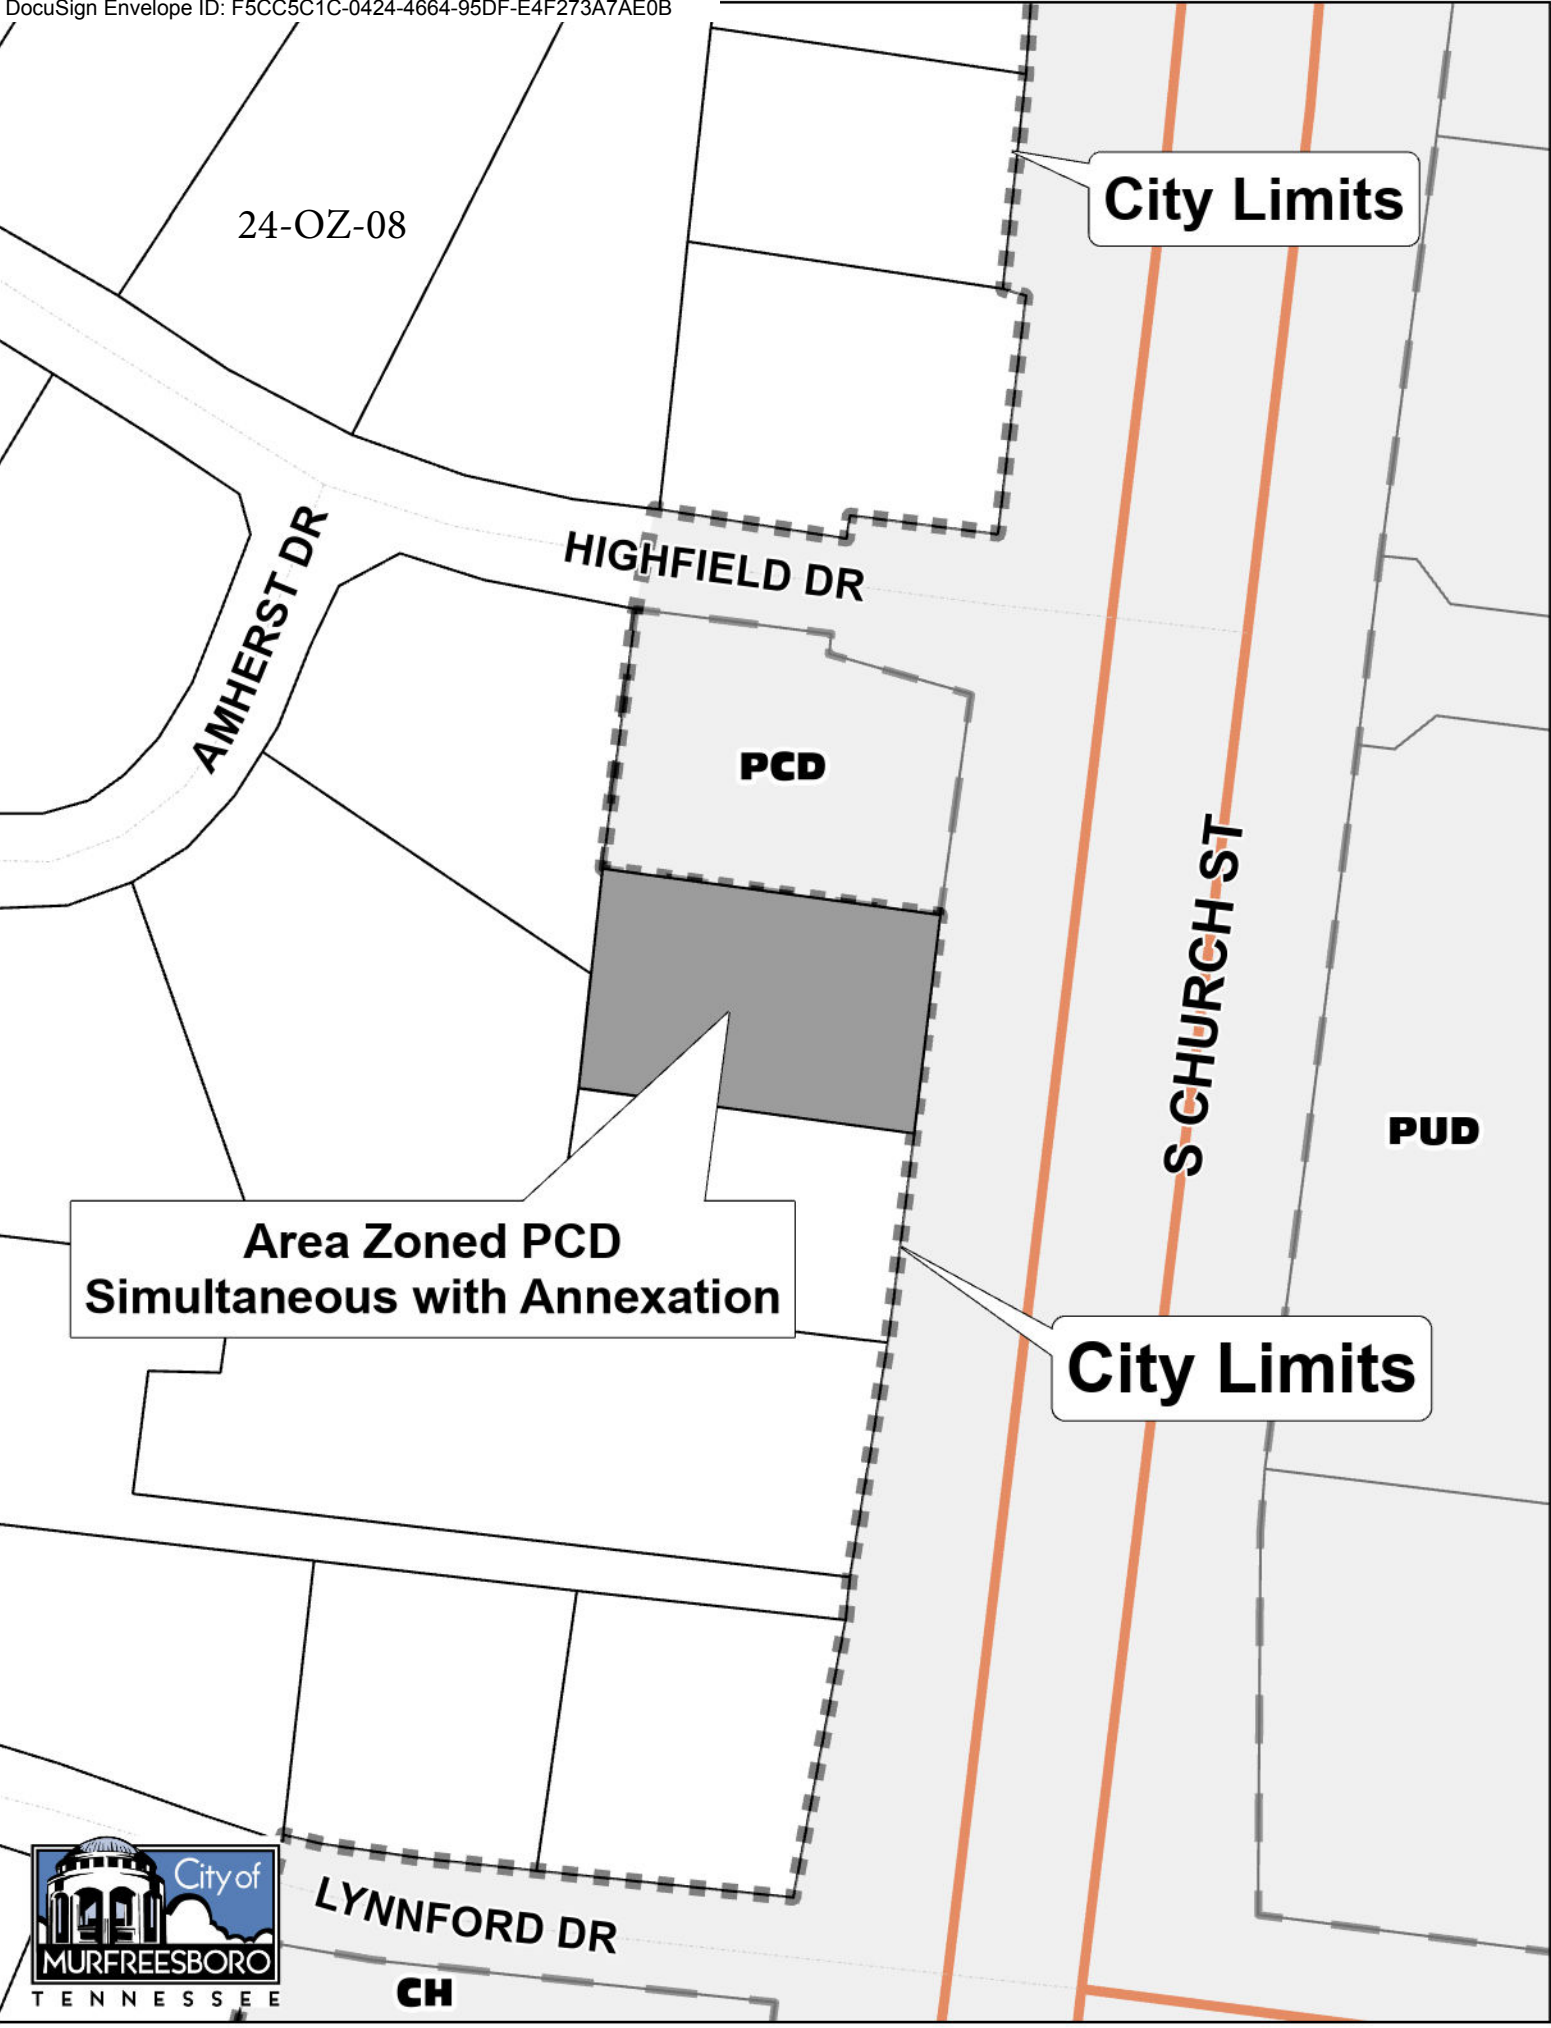 DocuSign Envelope ID: F5CC5C1C-0424-4664-95DF-E4F273A7AE0B
City Limits
24-OZ-08
HIGHFIELD DR
AMHERST DR
PCD
S CHURCH ST
PUD
Area Zoned PCD
Simultaneous with Annexation
City Limits
City of
MURFREESBORO
TENNESSEE
LYNNFORD DR
CH